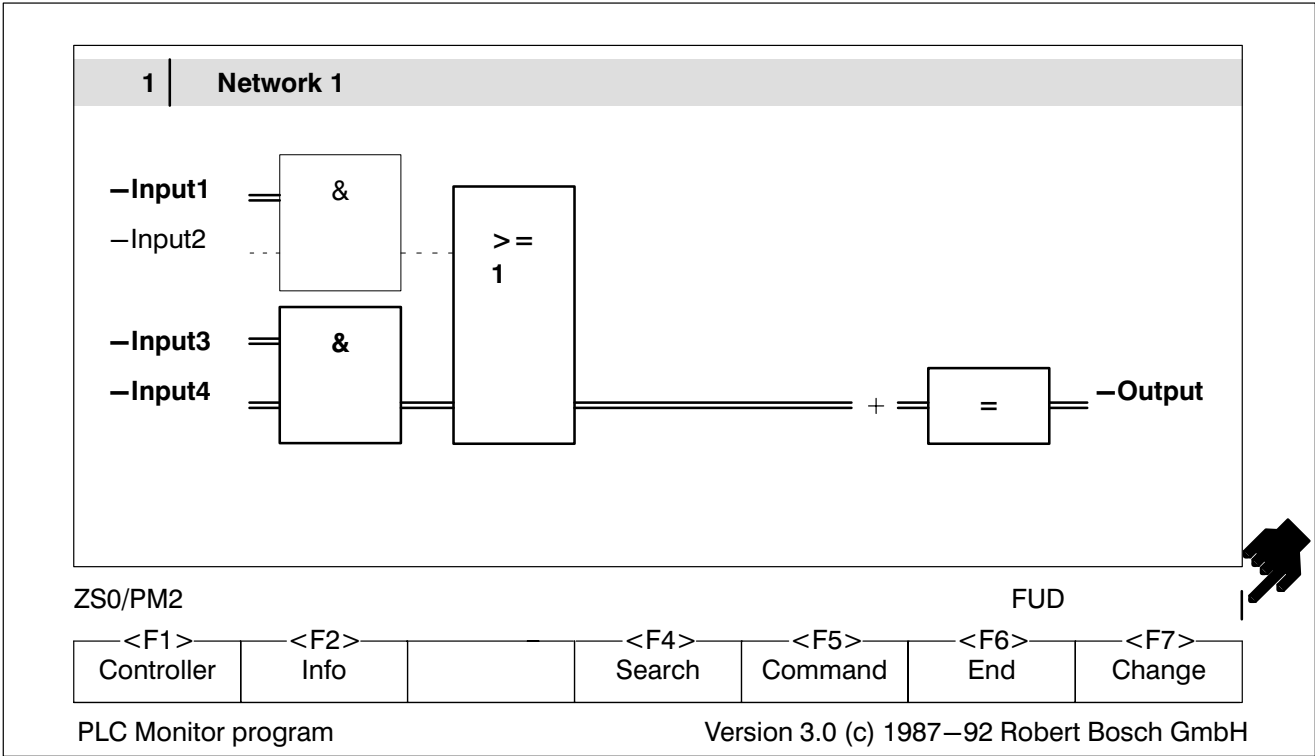 1 Network 1
–Input1 &
–Input2
>=
1
–Input3 &
–Input4
+ = –Output
ZS0/PM2 FUD
<F1> <F2> – <F4> <F5> <F6> <F7>
Controller Info Search Command End Change
PLC Monitor program Version 3.0 (c) 1987–92 Robert Bosch GmbH